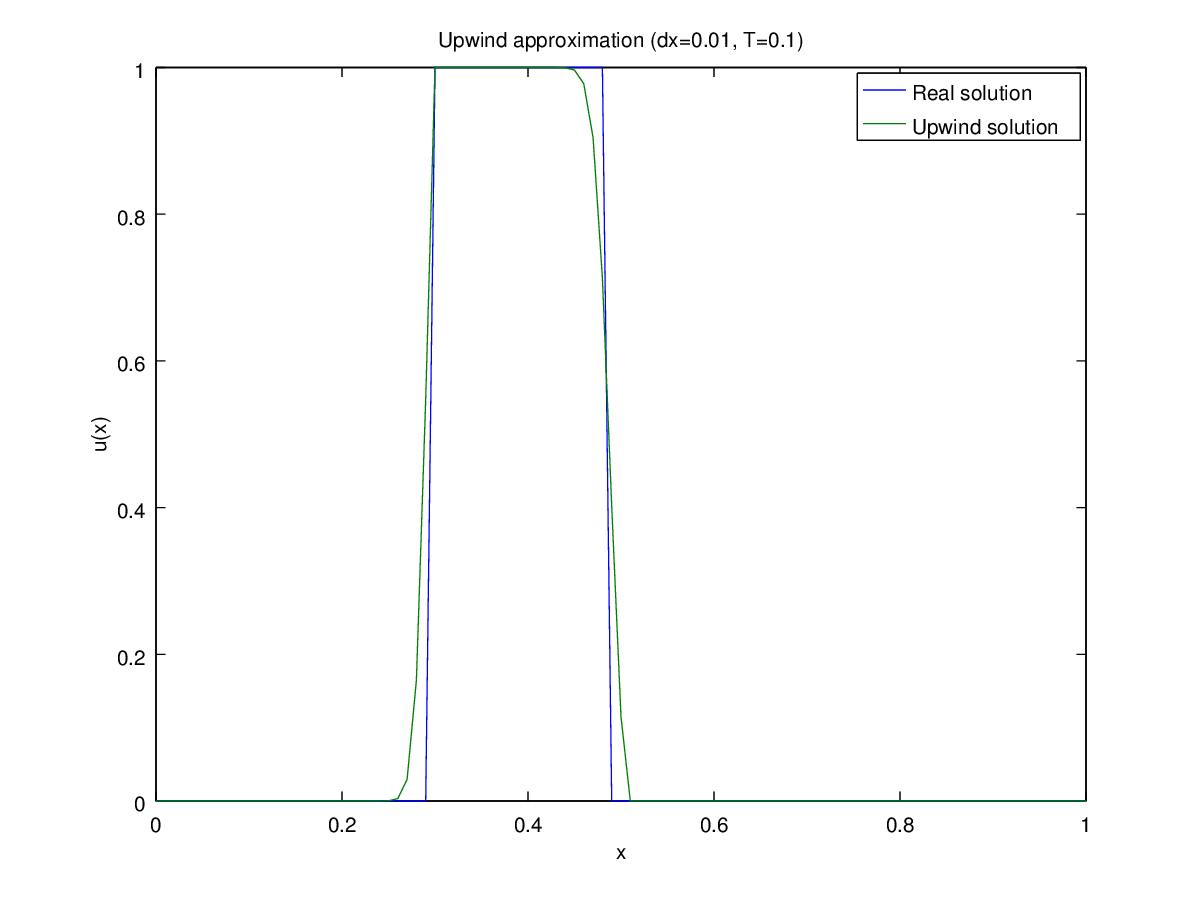 Upwind approximation (dx=0.01, T=0.1)
Real solution
Upwind solution
1
0.8
0.6
0.4
0.2
0
u(x)
0 0.2 0.4 0.6 0.8 1
x